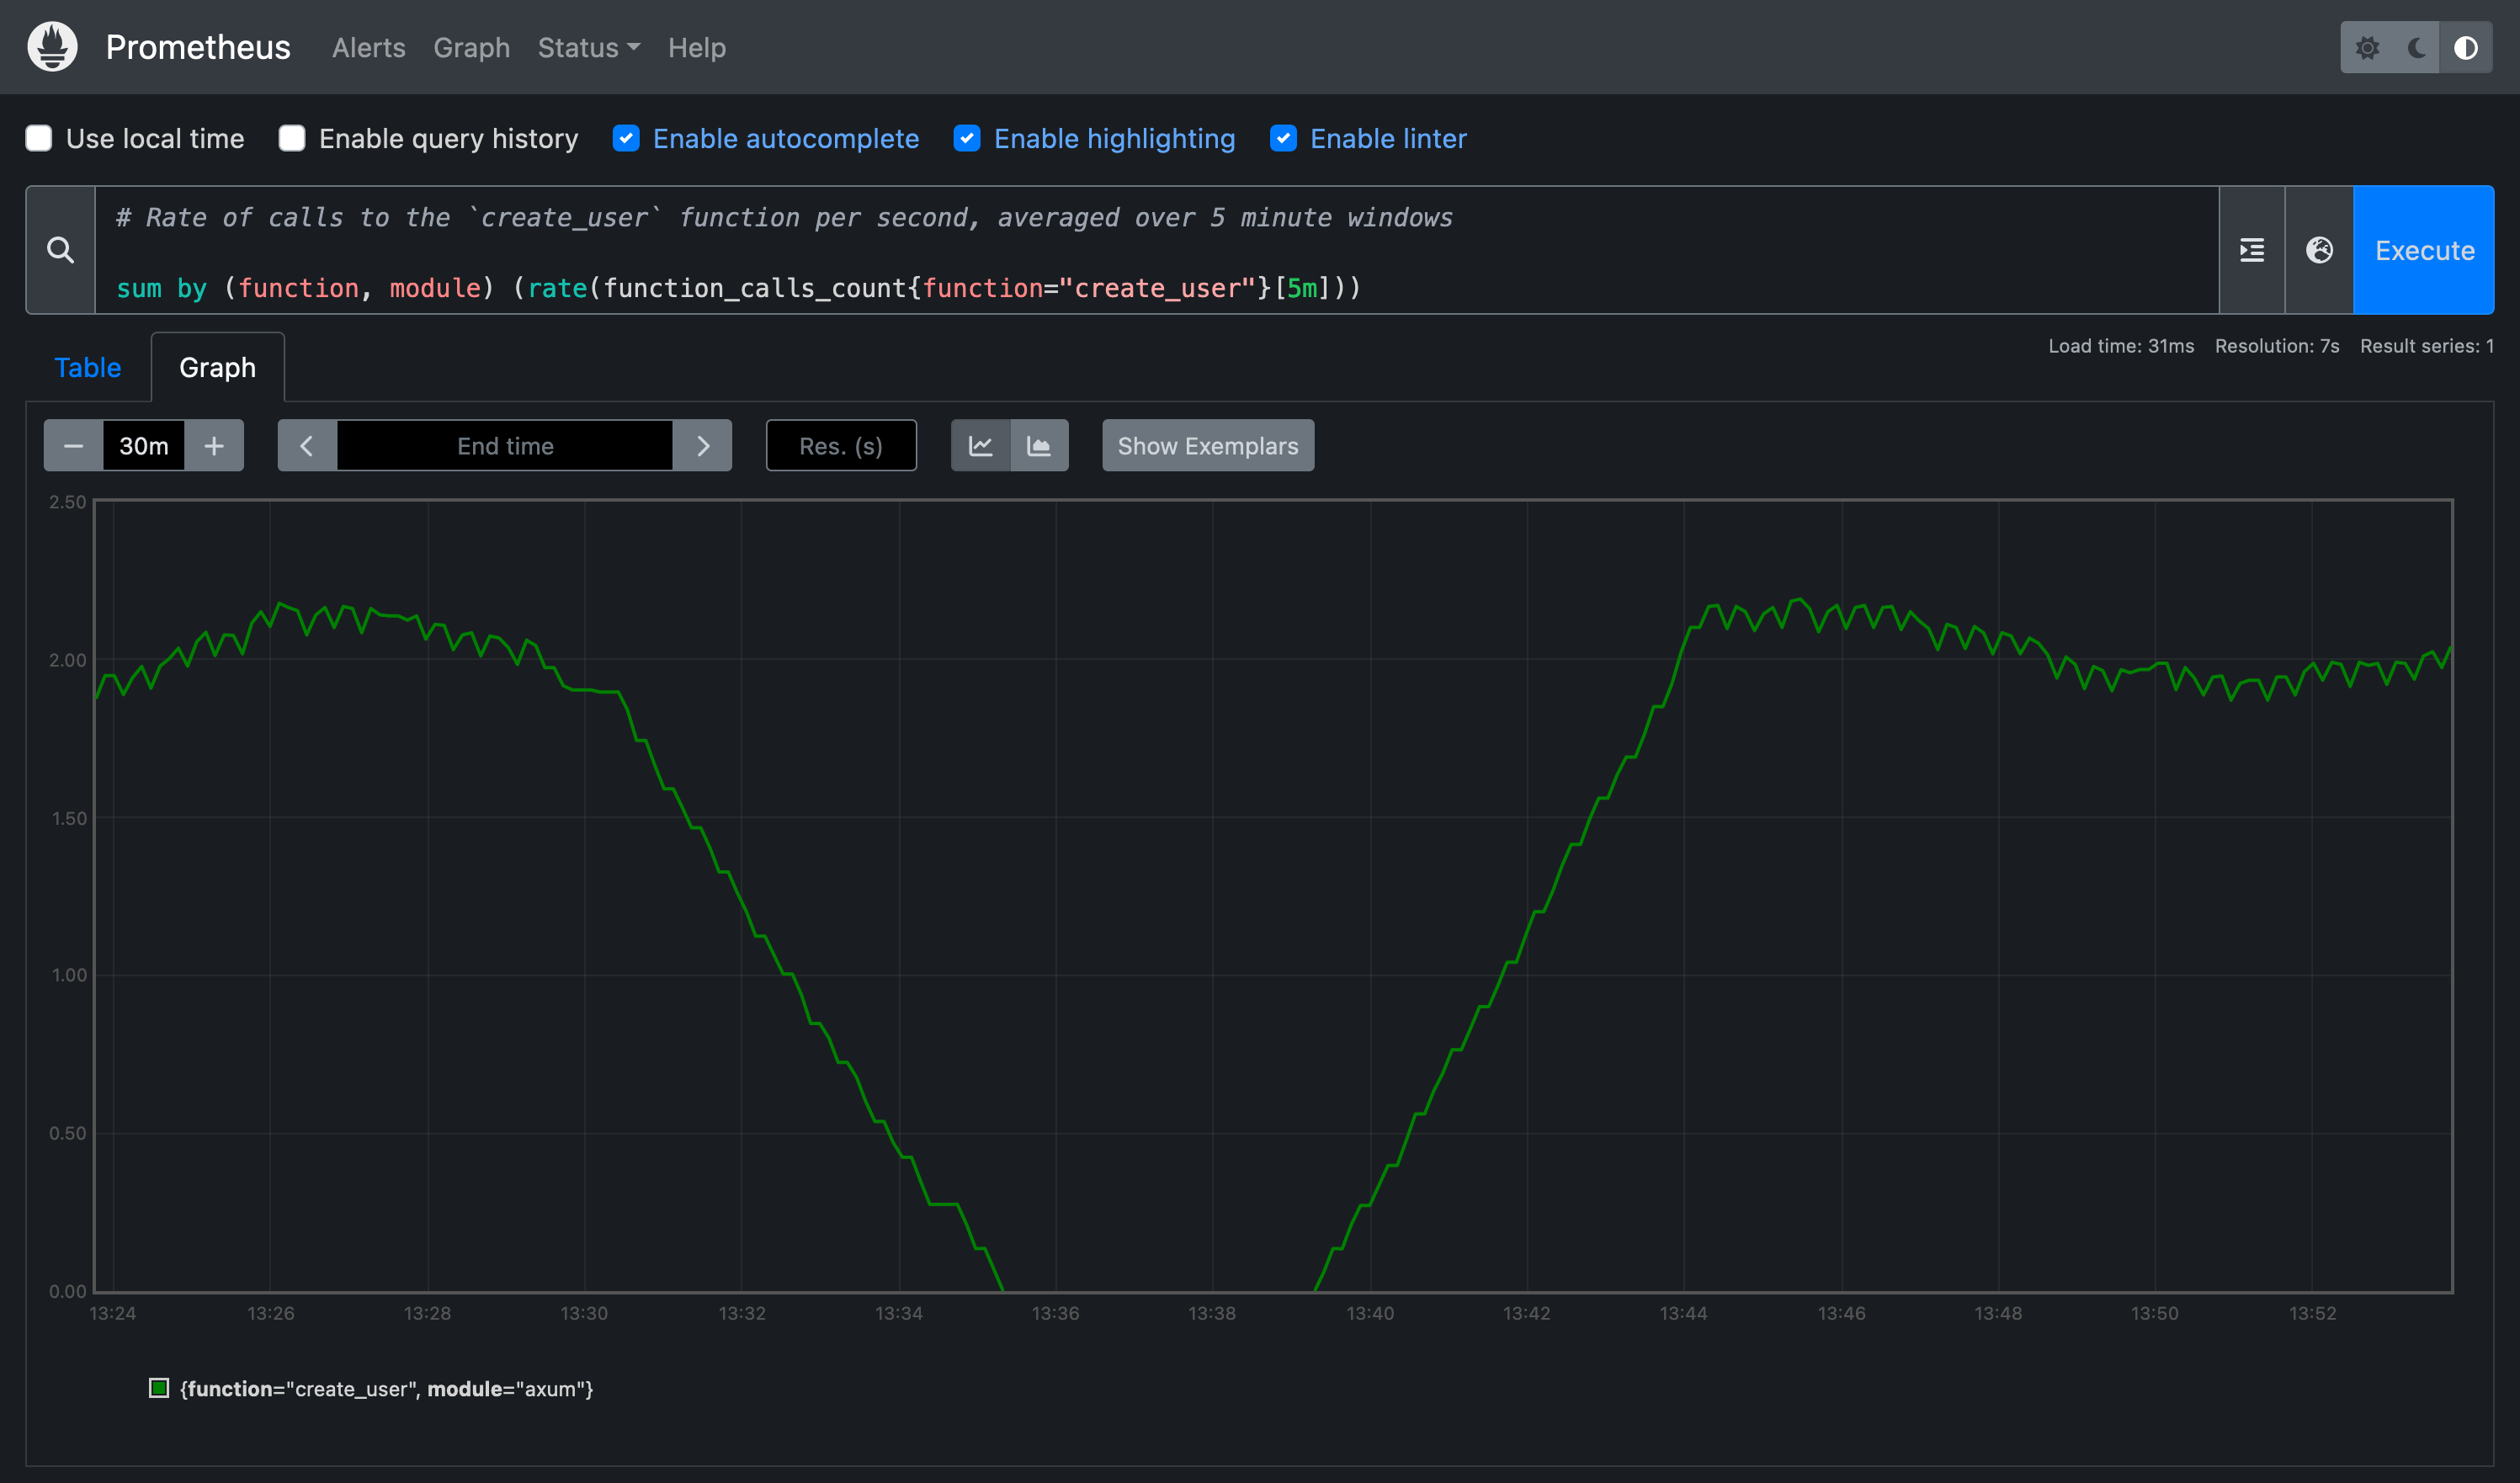 Prometheus Alerts Graph Status Help
Use local time Enable query history Enable autocomplete Enable highlighting Enable linter
# Rate of calls to the `create_user` function per second, averaged over 5 minute windows
sum by (function, module) (rate(function_calls_count{function="create_user"}[5m]))
Execute
Table Graph
Load time: 31ms Resolution: 7s Result series: 1
30m End time Res. (s) Show Exemplars
2.50
2.00
1.50
1.00
0.50
0.00
13:24 13:26 13:28 13:30 13:32 13:34 13:36 13:38 13:40 13:42 13:44 13:46 13:48 13:50 13:52
{function="create_user", module="axum"}